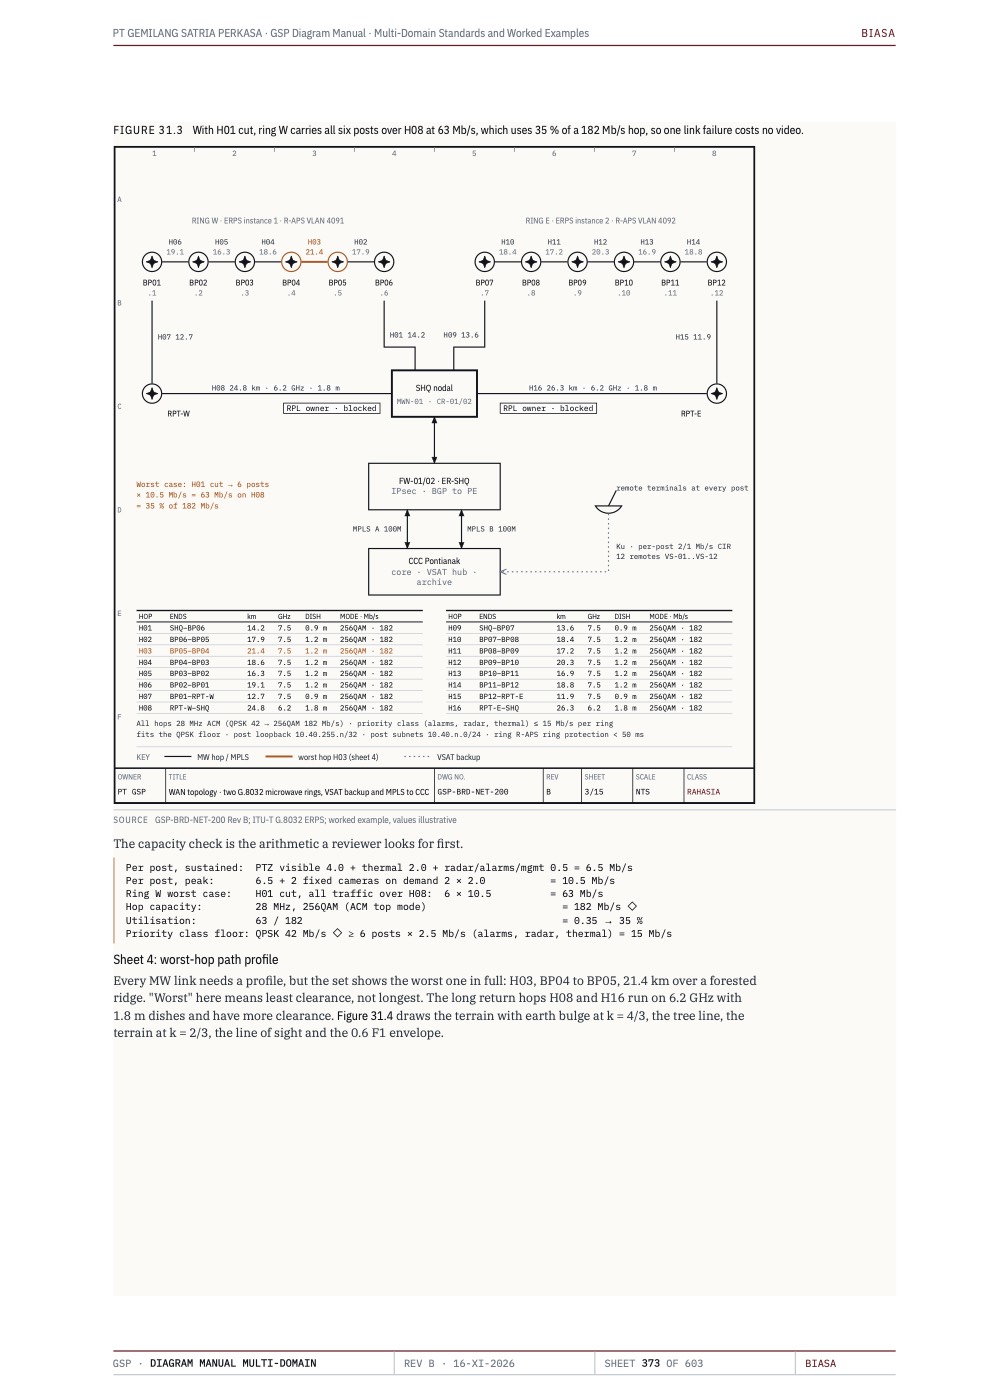 PT GEMILANG SATRIA PERKASA · GSP Diagram Manual · Multi-Domain Standards and Worked Examples
BIASA
FIGURE 31.3 With H01 cut, ring W carries all six posts over H08 at 63 Mb/s, which uses 35 % of a 182 Mb/s hop, so one link failure costs no video.
1 2 3 4 5 6 7 8
A
RING W · ERPS instance 1 · R-APS VLAN 4091
RING E · ERPS instance 2 · R-APS VLAN 4092
H06 H05 H04 H03 H02
19.1 16.3 18.6 21.4 17.9
H10 H11 H12 H13 H14
18.4 17.2 20.3 16.9 18.8
BP01 BP02 BP03 BP04 BP05 BP06
.1 .2 .3 .4 .5 .6
BP07 BP08 BP09 BP10 BP11 BP12
.7 .8 .9 .10 .11 .12
B
H07 12.7
H01 14.2
H09 13.6
H15 11.9
H08 24.8 km · 6.2 GHz · 1.8 m
SHQ nodal
MWN-01 · CR-01/02
H16 26.3 km · 6.2 GHz · 1.8 m
C
RPL owner · blocked
RPL owner · blocked
RPT-W
RPT-E
FW-01/02 · ER-SHQ
IPsec · BGP to PE
Worst case: H01 cut → 6 posts
× 10.5 Mb/s = 63 Mb/s on H08
= 35 % of 182 Mb/s
remote terminals at every post
D
MPLS A 100M
MPLS B 100M
Ku · per-post 2/1 Mb/s CIR
12 remotes VS-01..VS-12
CCC Pontianak
core · VSAT hub ·
archive
E
HOP ENDS km GHz DISH MODE · Mb/s
H01 SHQ–BP06 14.2 7.5 0.9 m 256QAM · 182
H02 BP06–BP05 17.9 7.5 1.2 m 256QAM · 182
H03 BP05–BP04 21.4 7.5 1.2 m 256QAM · 182
H04 BP04–BP03 18.6 7.5 1.2 m 256QAM · 182
H05 BP03–BP02 16.3 7.5 1.2 m 256QAM · 182
H06 BP02–BP01 19.1 7.5 1.2 m 256QAM · 182
H07 BP01–RPT-W 12.7 7.5 0.9 m 256QAM · 182
H08 RPT-W–SHQ 24.8 6.2 1.8 m 256QAM · 182
HOP ENDS km GHz DISH MODE · Mb/s
H09 SHQ–BP07 13.6 7.5 0.9 m 256QAM · 182
H10 BP07–BP08 18.4 7.5 1.2 m 256QAM · 182
H11 BP08–BP09 17.2 7.5 1.2 m 256QAM · 182
H12 BP09–BP10 20.3 7.5 1.2 m 256QAM · 182
H13 BP10–BP11 16.9 7.5 1.2 m 256QAM · 182
H14 BP11–BP12 18.8 7.5 1.2 m 256QAM · 182
H15 BP12–RPT-E 11.9 7.5 0.9 m 256QAM · 182
H16 RPT-E–SHQ 26.3 6.2 1.8 m 256QAM · 182
F
All hops 28 MHz ACM (QPSK 42 → 256QAM 182 Mb/s) · priority class (alarms, radar, thermal) ≤ 15 Mb/s per ring
fits the QPSK floor · post loopback 10.40.255.n/32 · post subnets 10.40.n.0/24 · ring R-APS ring protection < 50 ms
KEY MW hop / MPLS worst hop H03 (sheet 4) VSAT backup
OWNER TITLE DWG NO. REV SHEET SCALE CLASS
PT GSP WAN topology · two G.8032 microwave rings, VSAT backup and MPLS to CCC GSP-BRD-NET-200 B 3/15 NTS RAHASIA
SOURCE GSP-BRD-NET-200 Rev B; ITU-T G.8032 ERPS; worked example, values illustrative
The capacity check is the arithmetic a reviewer looks for first.
Per post, sustained: PTZ visible 4.0 + thermal 2.0 + radar/alarms/mgmt 0.5 = 6.5 Mb/s
Per post, peak: 6.5 + 2 fixed cameras on demand 2 × 2.0 = 10.5 Mb/s
Ring W worst case: H01 cut, all traffic over H08: 6 × 10.5 = 63 Mb/s
Hop capacity: 28 MHz, 256QAM (ACM top mode) = 182 Mb/s ◇
Utilisation: 63 / 182 = 0.35 → 35 %
Priority class floor: QPSK 42 Mb/s ◇ ≥ 6 posts × 2.5 Mb/s (alarms, radar, thermal) = 15 Mb/s
Sheet 4: worst-hop path profile
Every MW link needs a profile, but the set shows the worst one in full: H03, BP04 to BP05, 21.4 km over a forested
ridge. "Worst" here means least clearance, not longest. The long return hops H08 and H16 run on 6.2 GHz with
1.8 m dishes and have more clearance. Figure 31.4 draws the terrain with earth bulge at k = 4/3, the tree line, the
terrain at k = 2/3, the line of sight and the 0.6 F1 envelope.
GSP · DIAGRAM MANUAL MULTI-DOMAIN
REV B · 16-XI-2026
SHEET 373 OF 603
BIASA